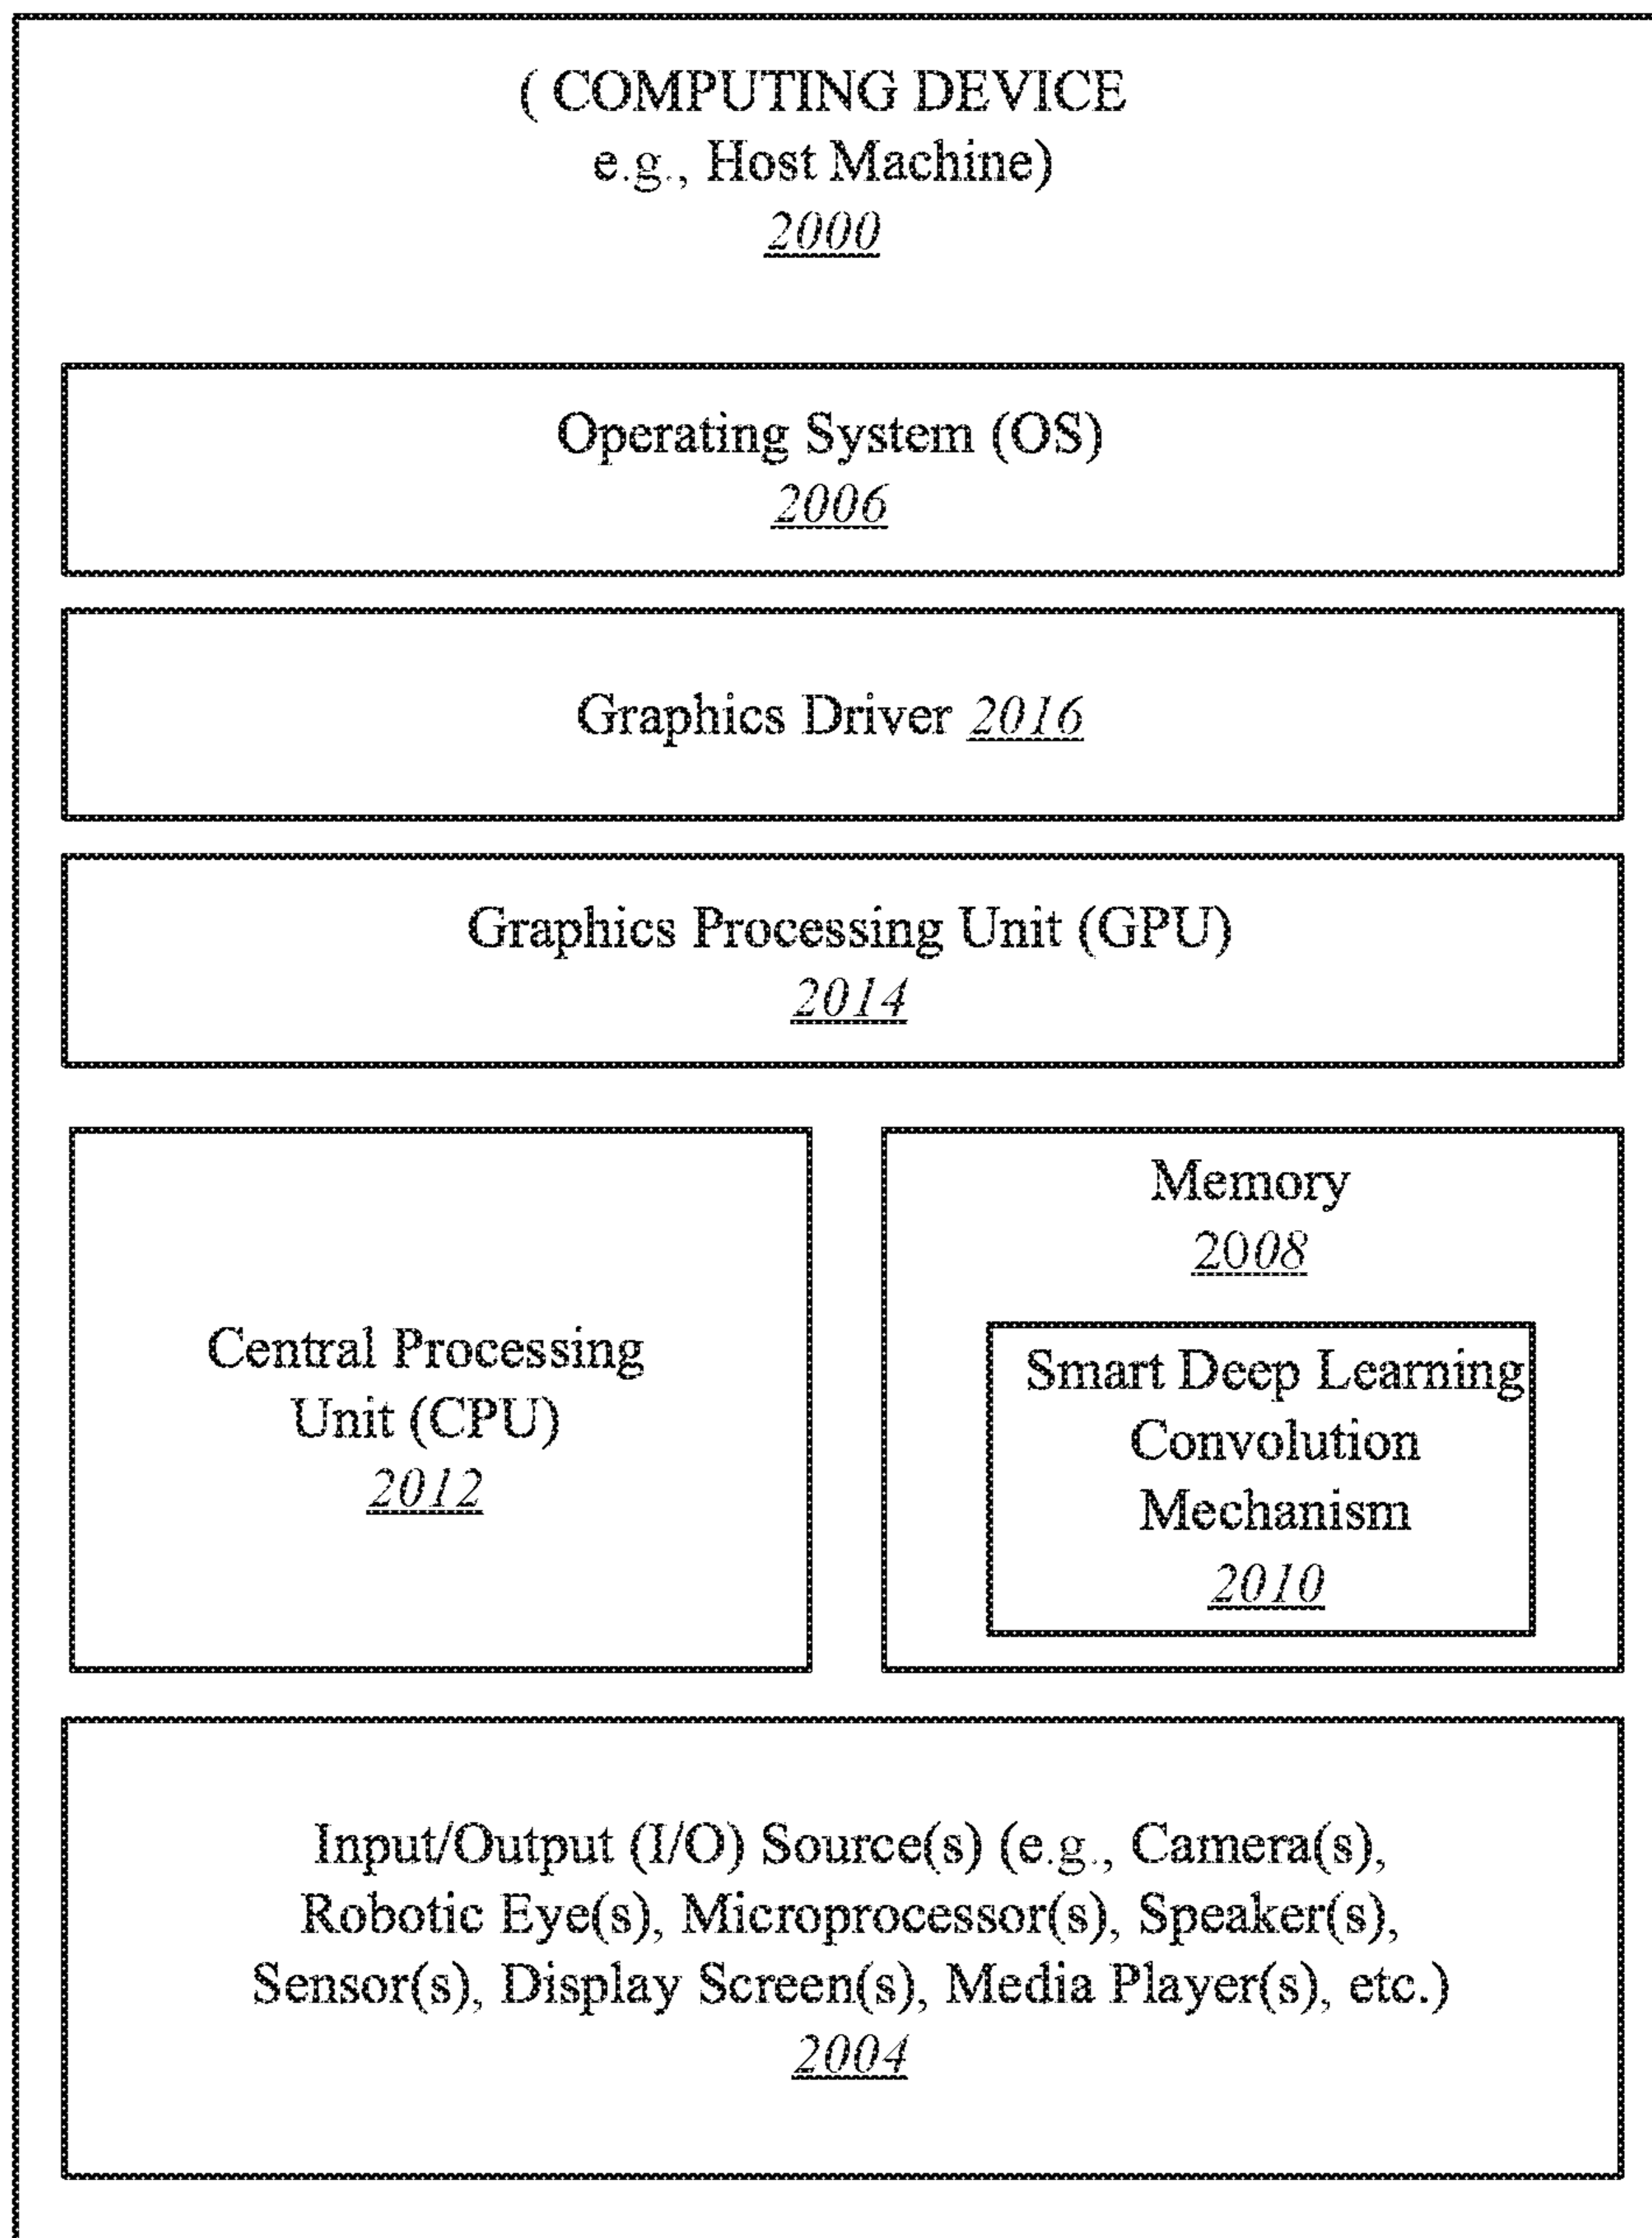 ( COMPUTING DEVICE
e.g., Host Machine)
2000
Operating System (OS)
2006
Graphics Driver 2016
Graphics Processing Unit (GPU)
2014
Central Processing
Unit (CPU)
2012
Memory
2008
Smart Deep Learning
Convolution
Mechanism
2010
Input/Output (I/O) Source(s) (e.g., Camera(s),
Robotic Eye(s), Microprocessor(s), Speaker(s),
Sensor(s), Display Screen(s), Media Player(s), etc.)
2004